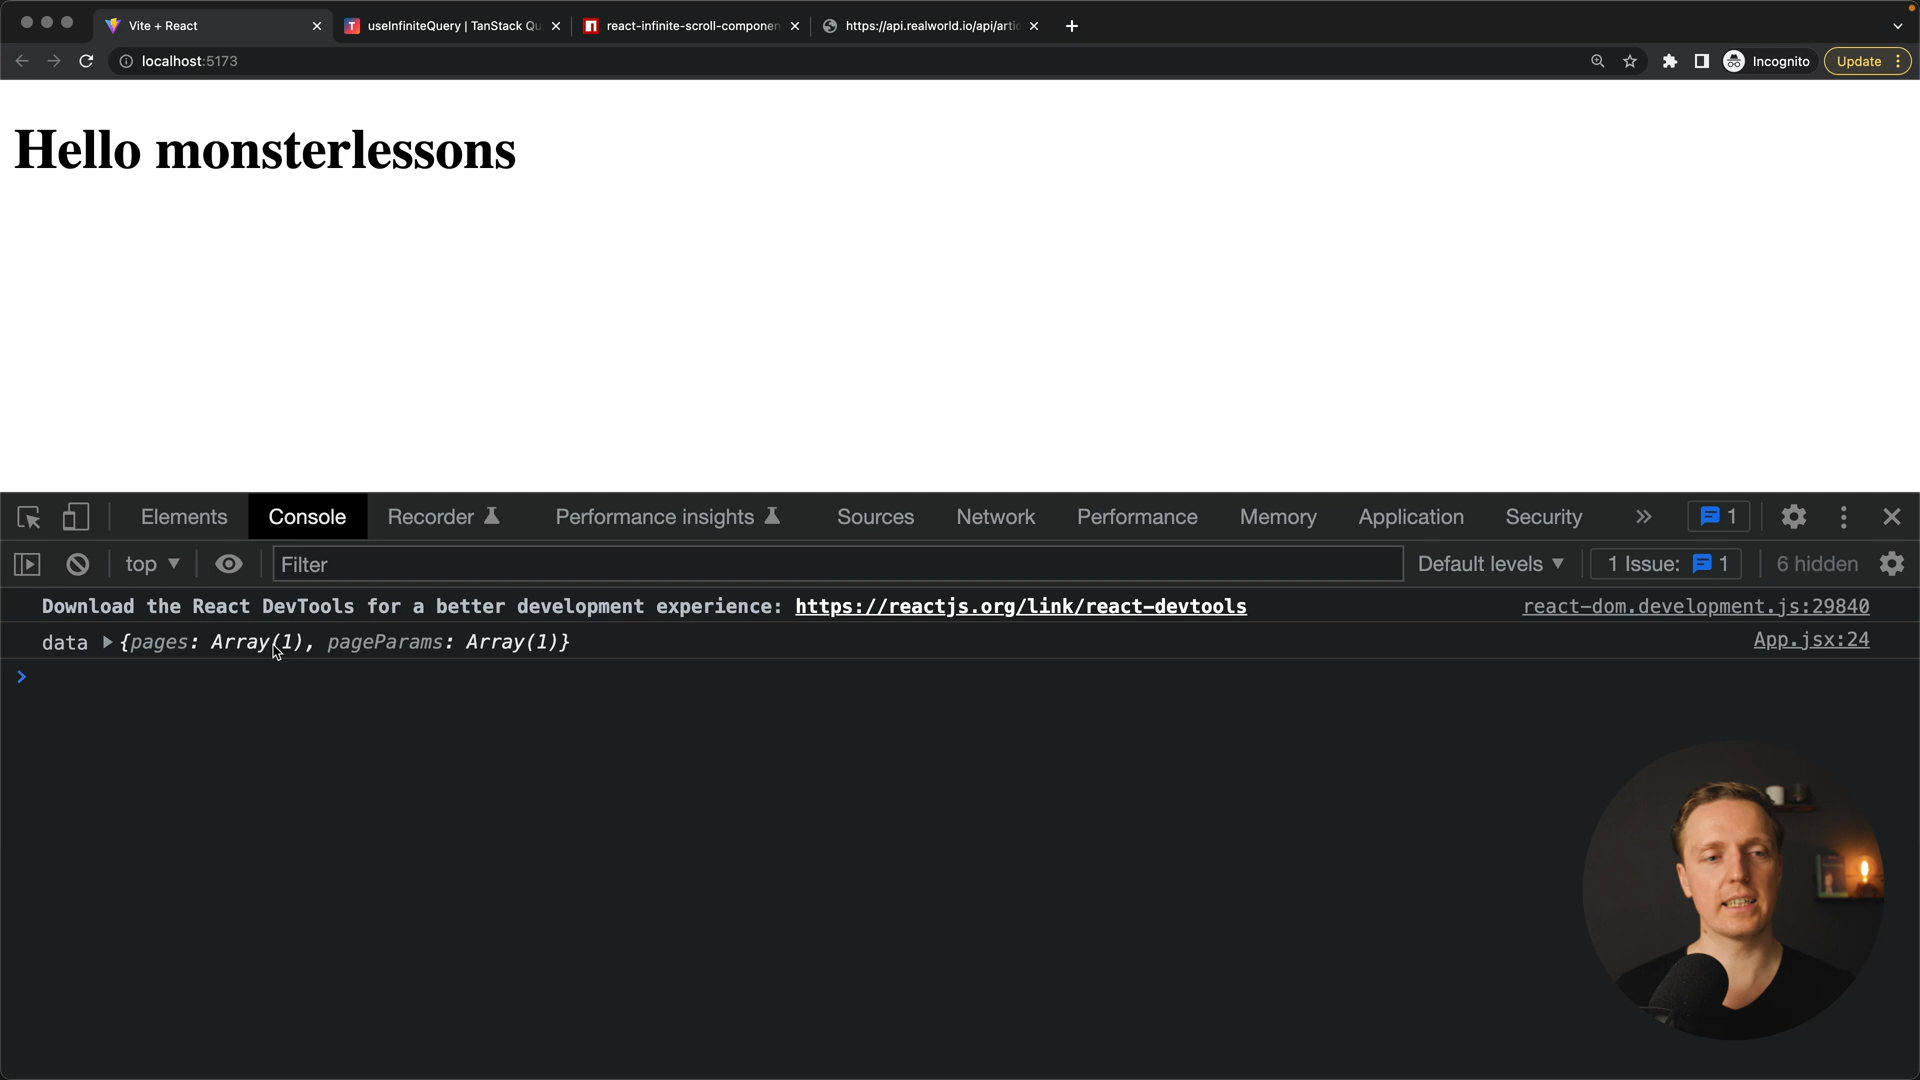 Vite + React
useInfiniteQuery | TanStack Qu
react-infinite-scroll-componen
https://api.realworld.io/api/artic
localhost:5173
Incognito
Update
Hello monsterlessons
Elements
Console
Recorder
Performance insights
Sources
Network
Performance
Memory
Application
Security
1
top
Filter
Default levels
1 Issue:
1
6 hidden
Download the React DevTools for a better development experience: https://reactjs.org/link/react-devtools
react-dom.development.js:29840
data {pages: Array(1), pageParams: Array(1)}
App.jsx:24